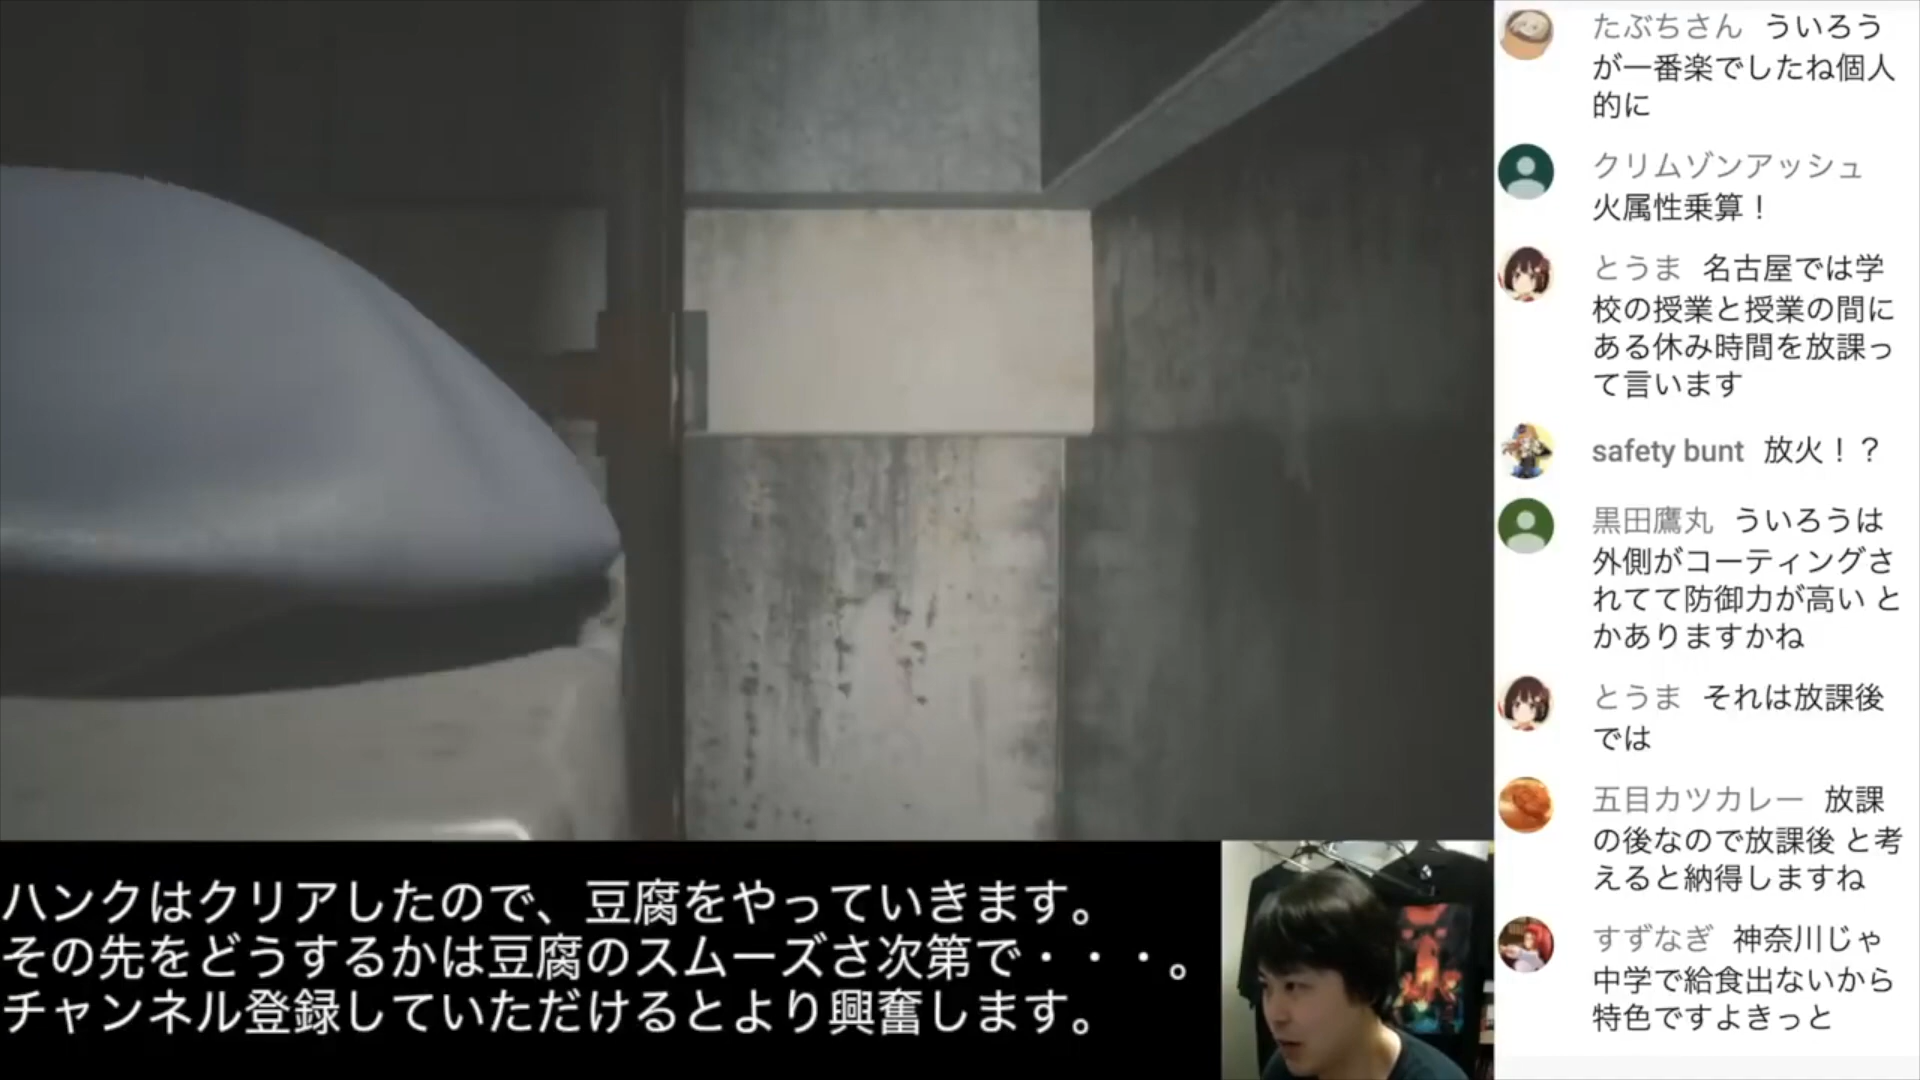 たぶちさん ういろう
が一番楽でしたね個人
的に
クリムゾンアッシュ
火属性乗算！
とうま 名古屋では学
校の授業と授業の間に
ある休み時間を放課っ
て言います
safety bunt 放火！？
黒田鷹丸 ういろうは
外側がコーティングさ
れてて防御力が高い と
かありますかね
とうま それは放課後
では
五目カツカレー 放課
の後なので放課後 と考
えると納得しますね
すずなぎ 神奈川じゃ
中学で給食出ないから
特色ですよきっと
ハンクはクリアしたので、豆腐をやっていきます。
その先をどうするかは豆腐のスムーズさ次第で・・・。
チャンネル登録していただけるとより興奮します。